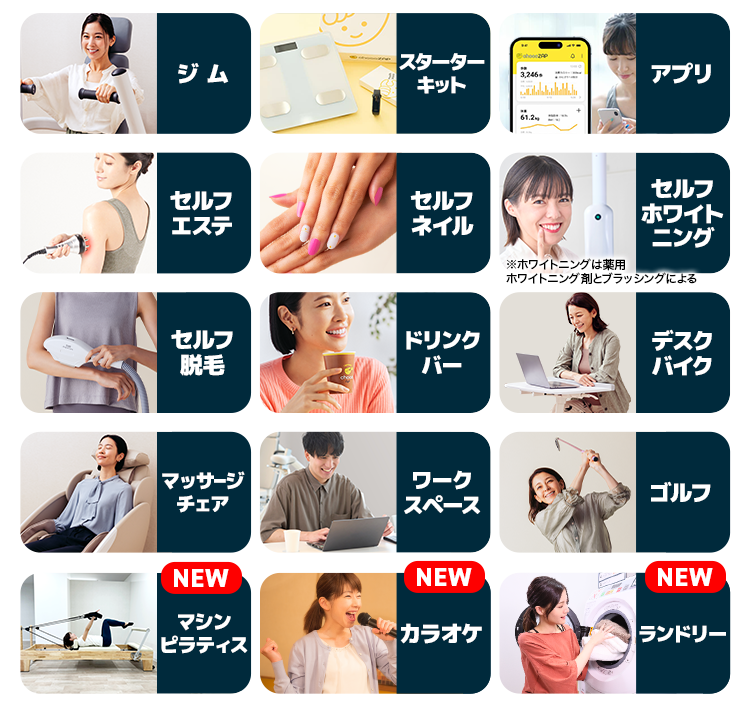 ジム
スターター
キット
chocoZAP
3,246
61.2kg
アプリ
セルフ
エステ
セルフ
ネイル
セルフ
ホワイト
ニング
※ホワイトニングは薬用
ホワイトニング剤とブラッシングによる
セルフ
脱毛
ドリンク
バー
デスク
バイク
マッサージ
チェア
ワーク
スペース
ゴルフ
NEW
マシン
ピラティス
NEW
カラオケ
NEW
ランドリー